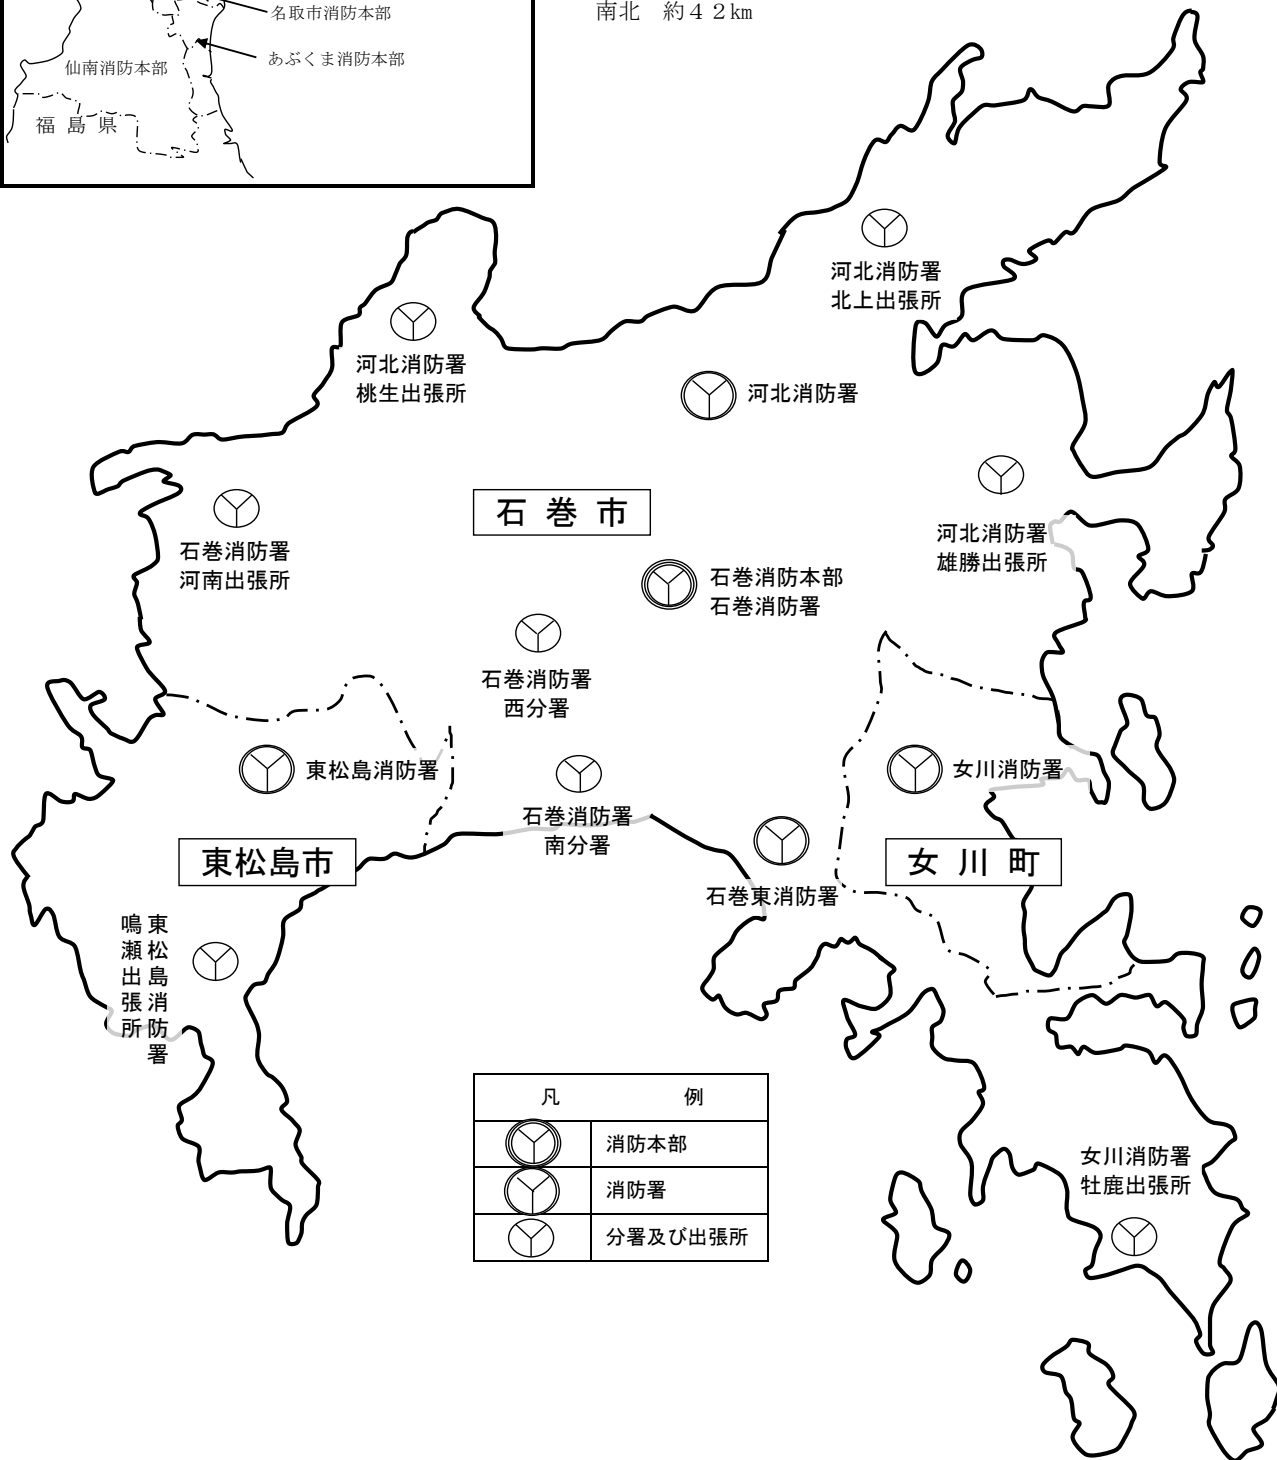 名取市消防本部
あぶくま消防本部
仙南消防本部
福 島 県
南北 約４２km
河北消防署
北上出張所
河北消防署
桃生出張所
河北消防署
石 巻 市
石巻消防署
河南出張所
河北消防署
雄勝出張所
石巻消防本部
石巻消防署
石巻消防署
西分署
東松島消防署
女川消防署
石巻消防署
南分署
東松島市
女 川 町
石巻東消防署
東松島消防署
鳴瀬出張所
凡 例
消防本部
消防署
分署及び出張所
女川消防署
牡鹿出張所